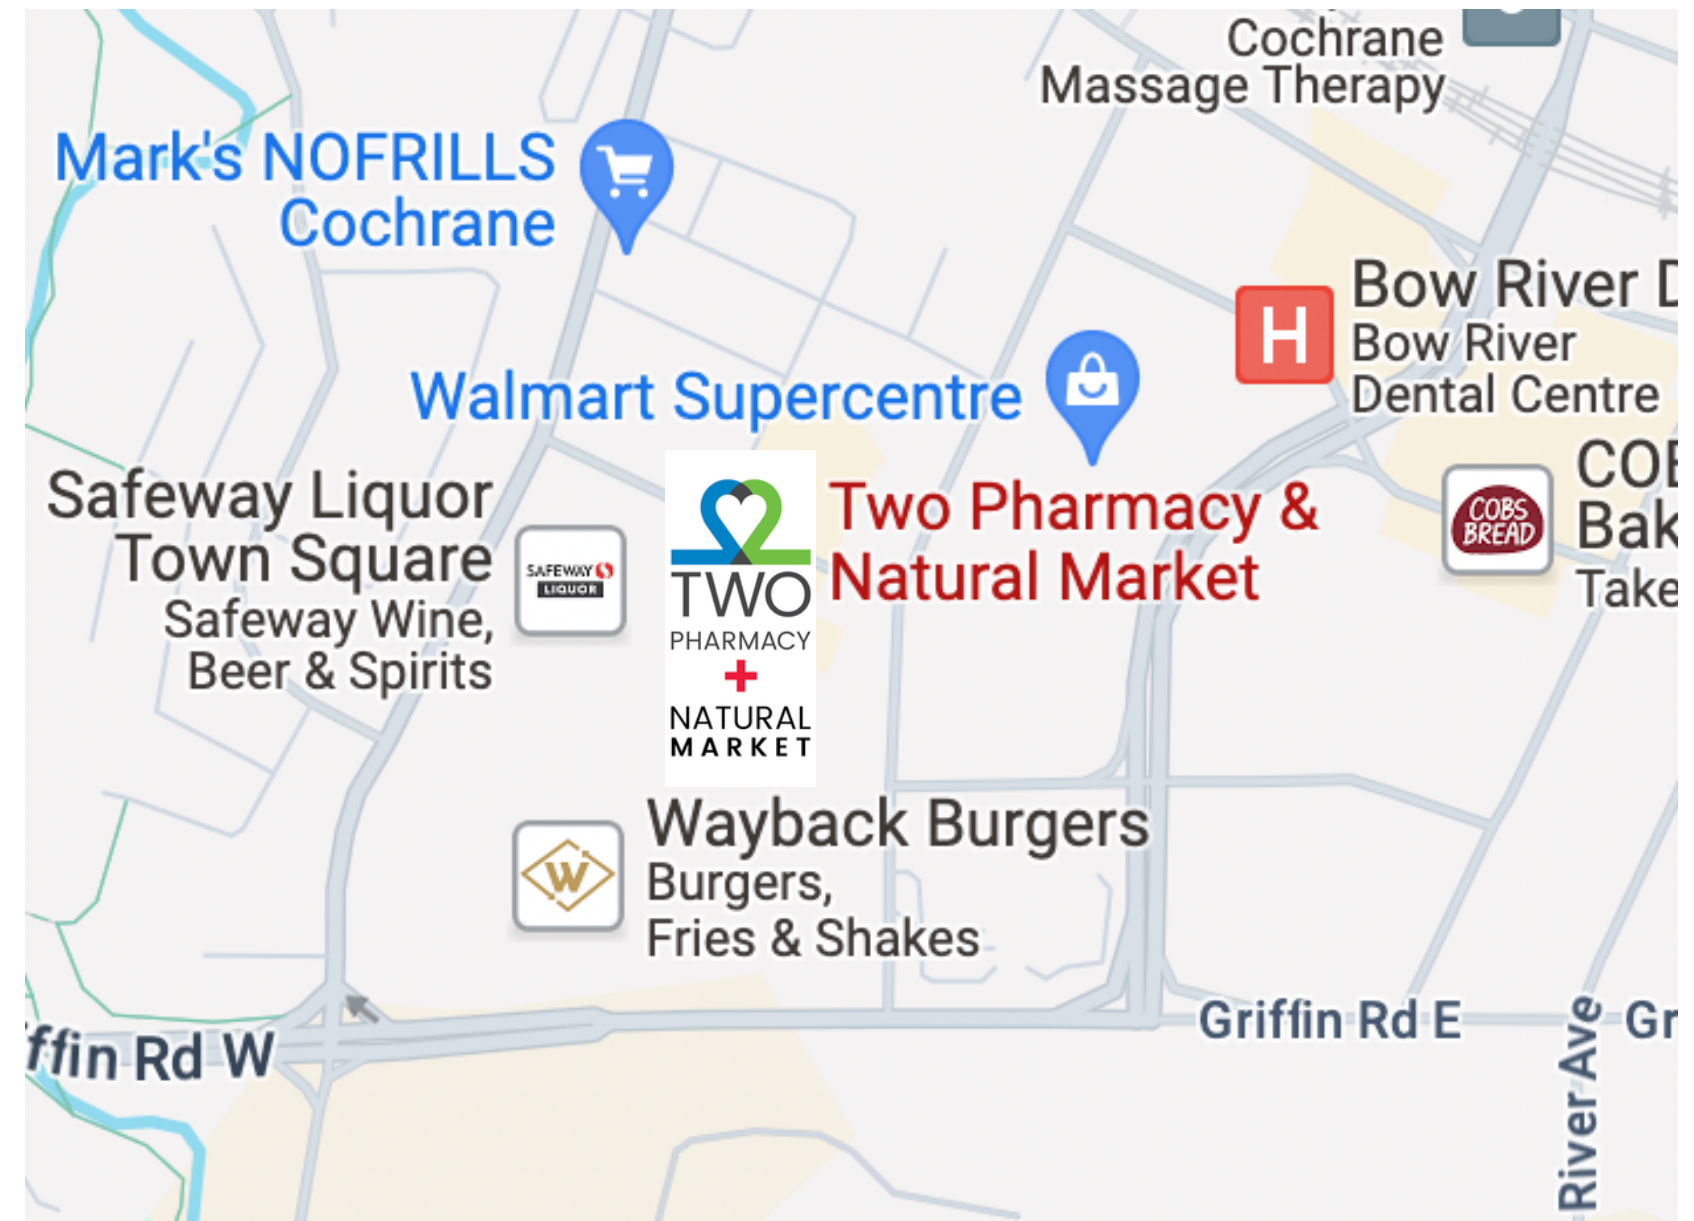 Cochrane
Massage Therapy
Mark's NOFRILLS
Cochrane
H
Bow River D
Bow River
Dental Centre
Walmart Supercentre
Safeway Liquor
Town Square
Safeway Wine,
Beer & Spirits
SAFEWAY
LIQUOR
TWO
PHARMACY
+
NATURAL
MARKET
Two Pharmacy &
Natural Market
COBS
BREAD
COB
Bak
Take
W
Wayback Burgers
Burgers,
Fries & Shakes
ffin Rd W
Griffin Rd E
Gr
River Ave